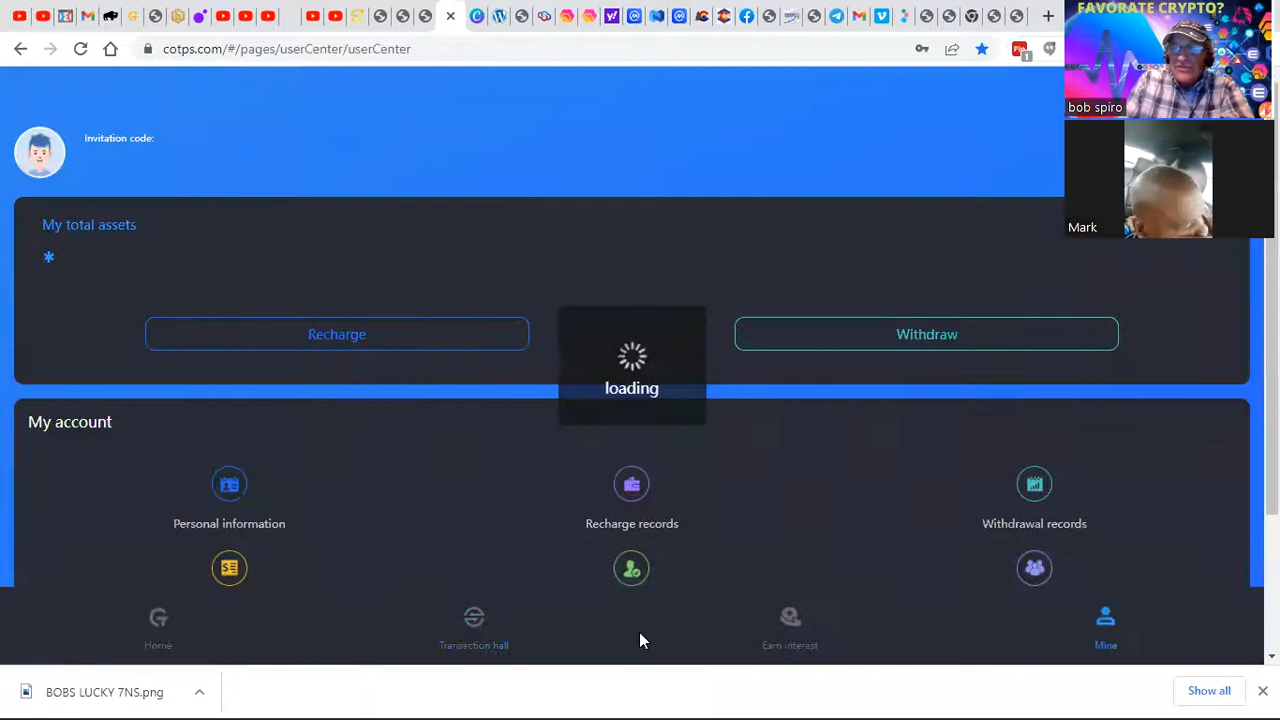 cotps.com/#/pages/userCenter/userCenter
1
FAVORATE CRYPTO?
bob spiro
Mark
Invitation code:
My total assets
*
Recharge
Withdraw
loading
My account
Personal information
Recharge records
Withdrawal records
Home
Transaction hall
Earn interest
Mine
BOBS LUCKY 7NS.png
Show all